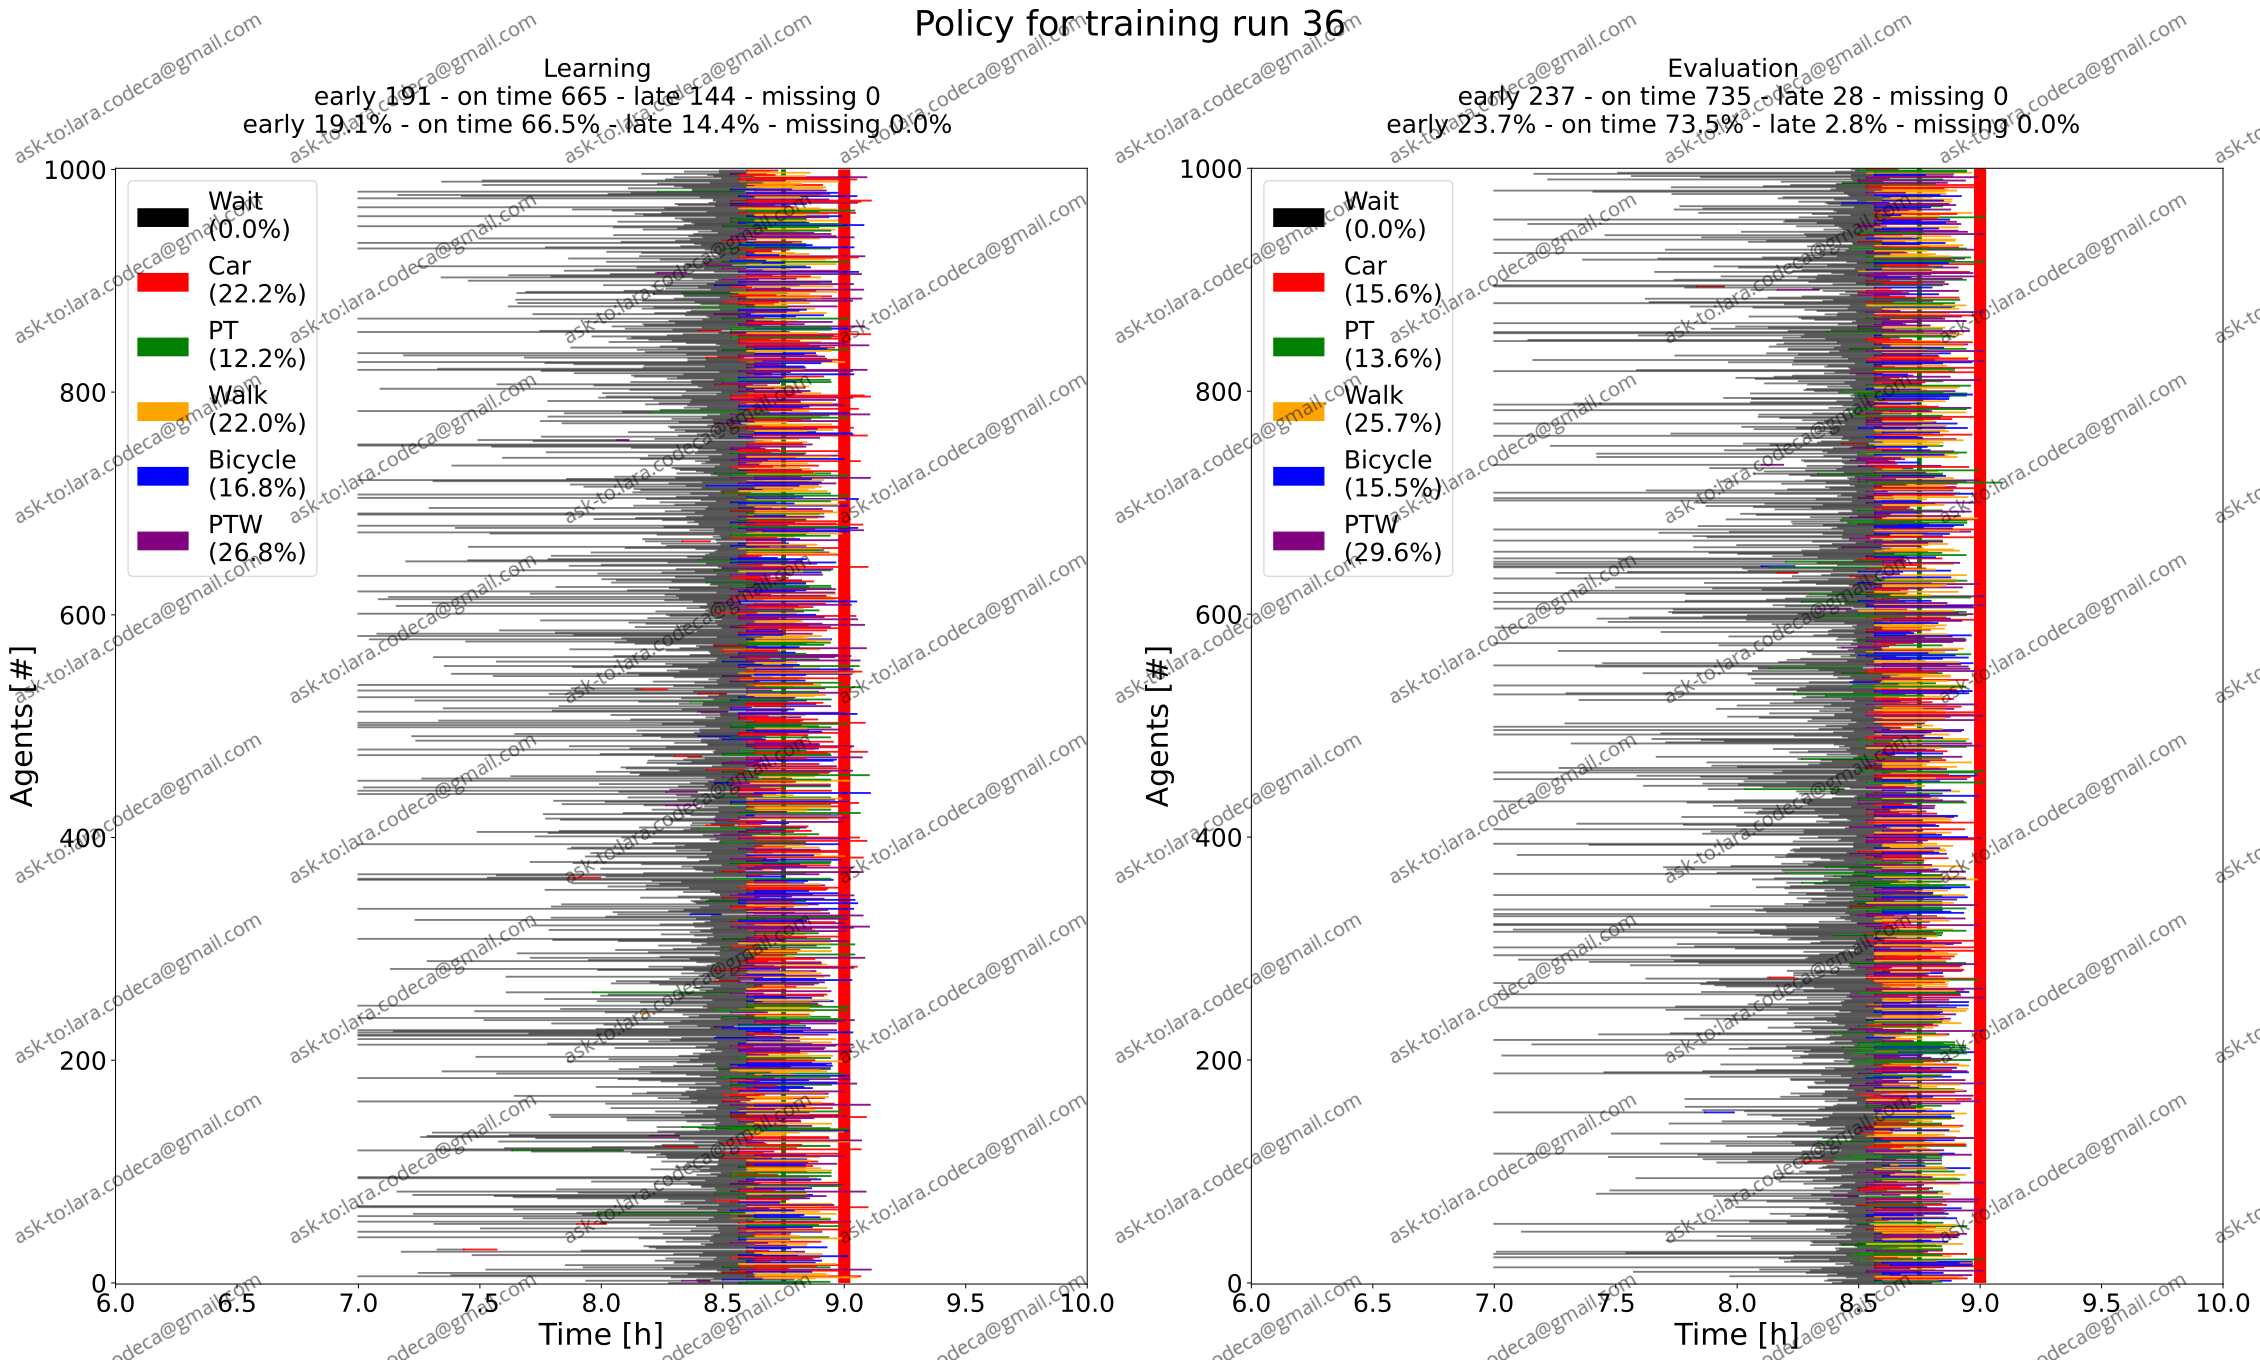 Policy for training run 36
Learning
early 191 - on time 665 - late 144 - missing 0
early 19.1% - on time 66.5% - late 14.4% - missing 0.0%
Evaluation
early 237 - on time 735 - late 28 - missing 0
early 23.7% - on time 73.5% - late 2.8% - missing 0.0%
Agents [#]
1000
800
600
400
200
0
Wait
(0.0%)
Car
(22.2%)
PT
(12.2%)
Walk
(22.0%)
Bicycle
(16.8%)
PTW
(26.8%)
6.0 6.5 7.0 7.5 8.0 8.5 9.0 9.5 10.0
Time [h]
Agents [#]
1000
800
600
400
200
0
Wait
(0.0%)
Car
(15.6%)
PT
(13.6%)
Walk
(25.7%)
Bicycle
(15.5%)
PTW
(29.6%)
6.0 6.5 7.0 7.5 8.0 8.5 9.0 9.5 10.0
Time [h]
ask-to:lara.codeca@gmail.com